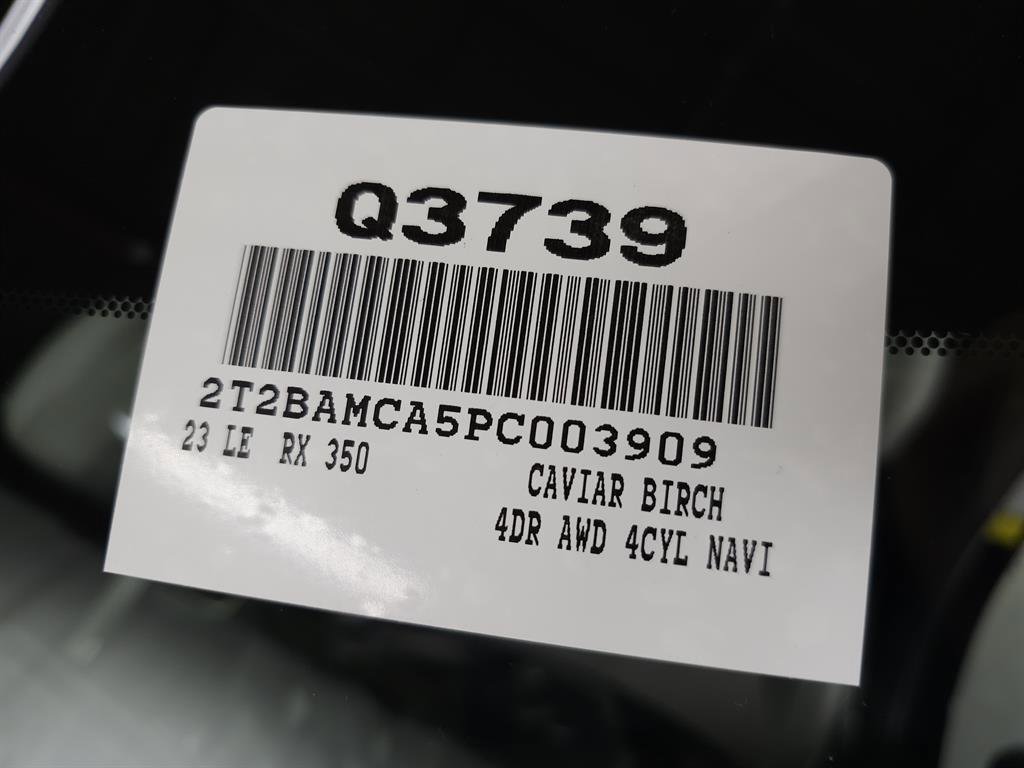 Q3739
2T2BAMCA5PC003909
23 LE RX 350
CAVIAR BIRCH
4DR AWD 4CYL NAVI